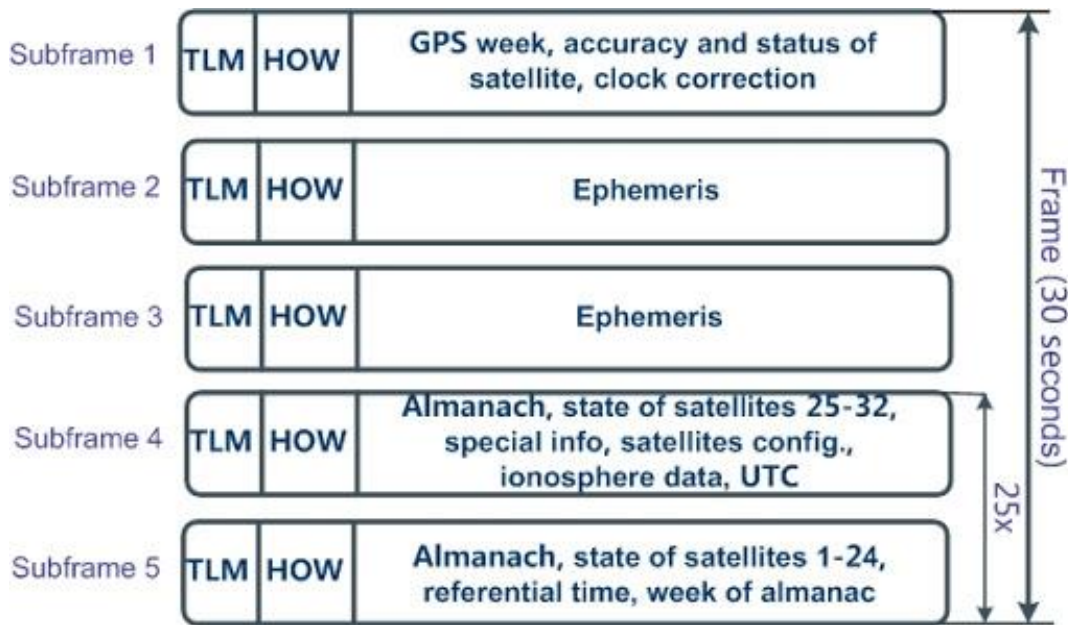 Subframe 1
TLM
HOW
GPS week, accuracy and status of
satellite, clock correction
Subframe 2
TLM
HOW
Ephemeris
Subframe 3
TLM
HOW
Ephemeris
Subframe 4
TLM
HOW
Almanach, state of satellites 25-32,
special info, satellites config.,
ionosphere data, UTC
Subframe 5
TLM
HOW
Almanach, state of satellites 1-24,
referential time, week of almanac
25x
Frame (30 seconds)